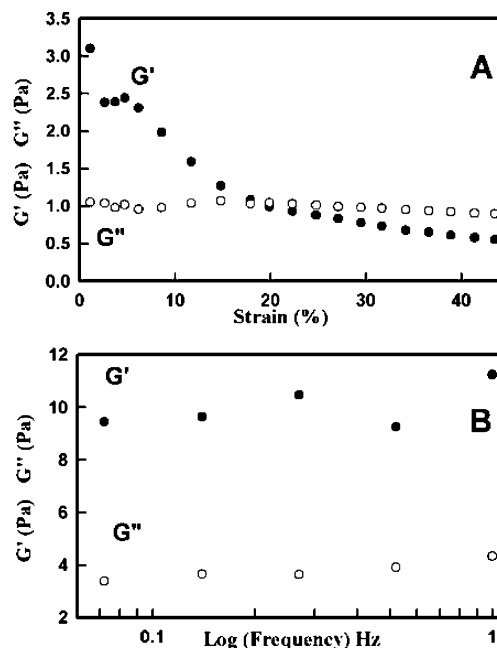 3.5
3.0
2.5
2.0
1.5
1.0
0.5
0.0
G' (Pa) G" (Pa)
G'
A
G"
0 10 20 30 40
Strain (%)
12
10
8
6
4
2
G' (Pa) G" (Pa)
G'
B
G"
0.1 1
Log (Frequency) Hz